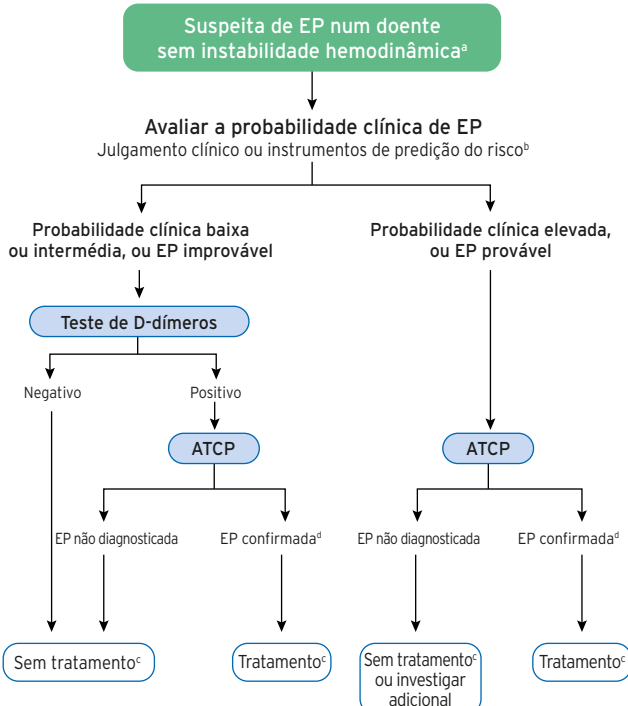 Suspeita de EP num doente
sem instabilidade hemodinâmicaᵃ
Avaliar a probabilidade clínica de EP
Julgamento clínico ou instrumentos de predição do riscoᵇ
Probabilidade clínica baixa
ou intermédia, ou EP improvável
Probabilidade clínica elevada,
ou EP provável
Teste de D-dímeros
Negativo
Positivo
ATCP
ATCP
EP não diagnosticada
EP confirmadaᵈ
EP não diagnosticada
EP confirmadaᵈ
Sem tratamentoᶜ
Tratamentoᶜ
Sem tratamentoᶜ
ou investigar
adicional
Tratamentoᶜ